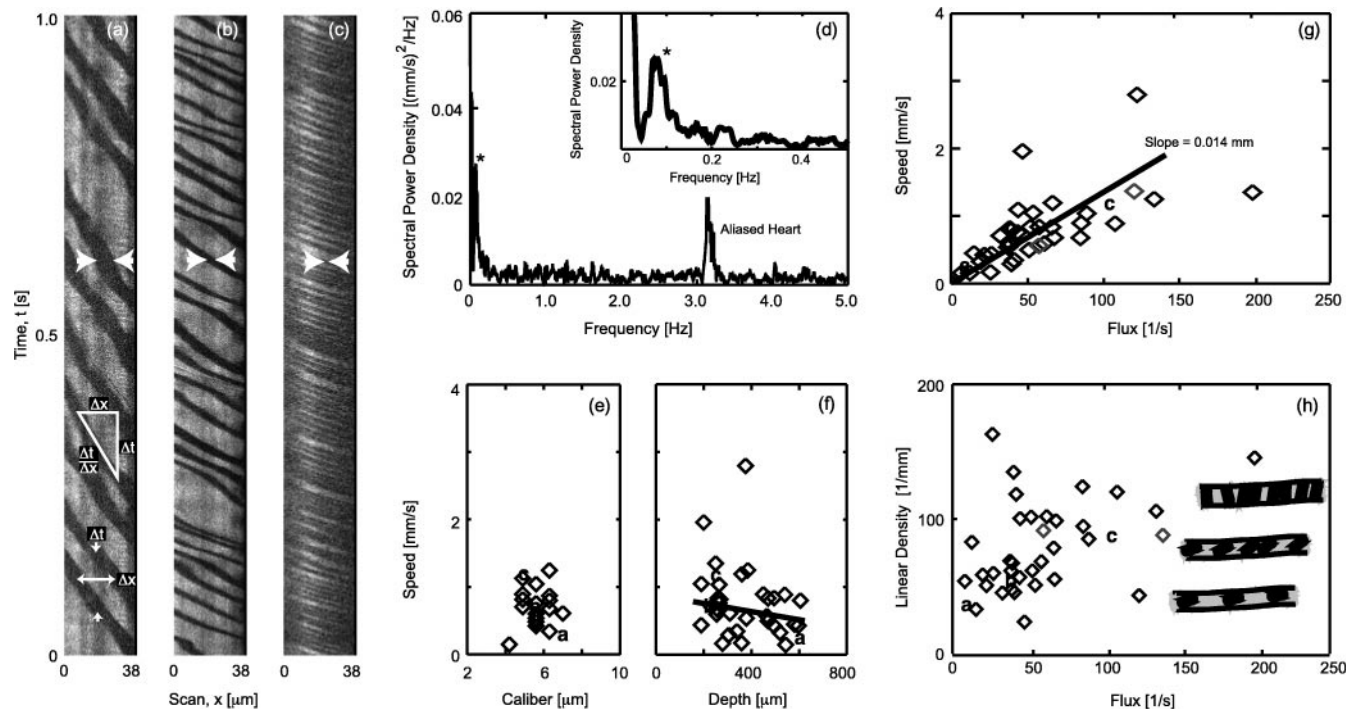 1.0
(a)
(b)
(c)
Time, t [s]
0.5
Δx
Δt
Δt
Δx
Δt
Δx
0
0
38
0
38
0
38
Scan, x [μm]
(d)
Spectral Power Density [(mm/s)²/Hz]
0.06
0.04
0.02
0
*
Aliased Heart
0
1.0
2.0
3.0
4.0
5.0
Frequency [Hz]
Spectral Power Density
0.02
*
0
0.2
0.4
Frequency [Hz]
(e)
Speed [mm/s]
4
2
0
a
2
4
6
8
10
Caliber [μm]
(f)
a
0
200
400
600
800
Depth [μm]
(g)
Speed [mm/s]
4
2
0
Slope = 0.014 mm
c
0
50
100
150
200
250
Flux [1/s]
(h)
Linear Density [1/mm]
200
100
0
a
c
0
50
100
150
200
250
Flux [1/s]